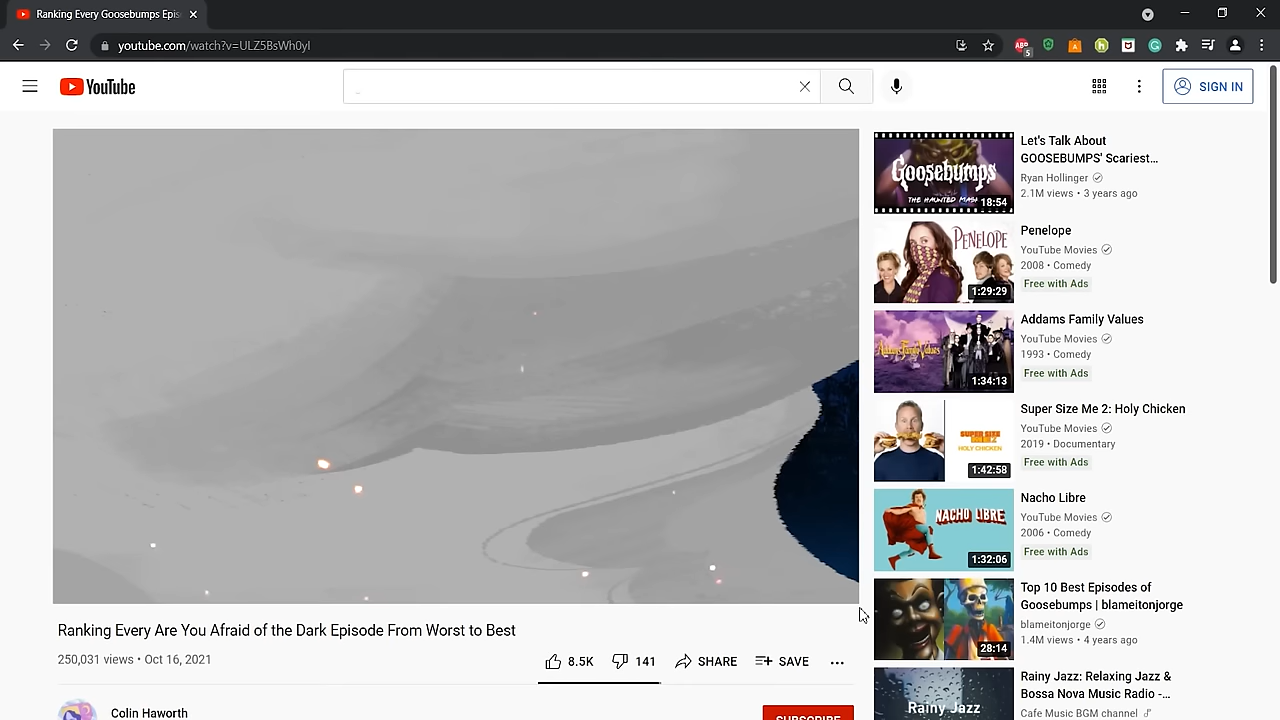 Ranking Every Goosebumps Epis
youtube.com/watch?v=ULZ5BsWh0yI
ABP
5
YouTube
SIGN IN
Goosebumps
THE HAUNTED MASK
18:54
Let's Talk About
GOOSEBUMPS' Scariest...
Ryan Hollinger
2.1M views • 3 years ago
PENELOPE
1:29:29
Penelope
YouTube Movies
2008 • Comedy
Free with Ads
Addams Family Values
1:34:13
Addams Family Values
YouTube Movies
1993 • Comedy
Free with Ads
SUPER SIZE
ME 2:
HOLY CHICKEN
1:42:58
Super Size Me 2: Holy Chicken
YouTube Movies
2019 • Documentary
Free with Ads
NACHO LIBRE
1:32:06
Nacho Libre
YouTube Movies
2006 • Comedy
Free with Ads
28:14
Top 10 Best Episodes of
Goosebumps | blameitonjorge
blameitonjorge
1.4M views • 4 years ago
Rainy Jazz
Rainy Jazz: Relaxing Jazz &
Bossa Nova Music Radio -...
Cafe Music BGM channel
Ranking Every Are You Afraid of the Dark Episode From Worst to Best
250,031 views • Oct 16, 2021
8.5K
141
SHARE
SAVE
Colin Haworth
SUBSCRIBE